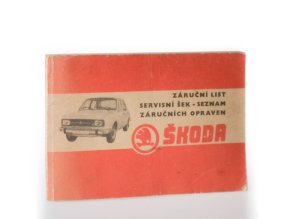 ZÁRUČNÍ LIST
SERVISNÍ ŠEK - SEZNAM
ZÁRUČNÍCH OPRAVEN
ŠKODA